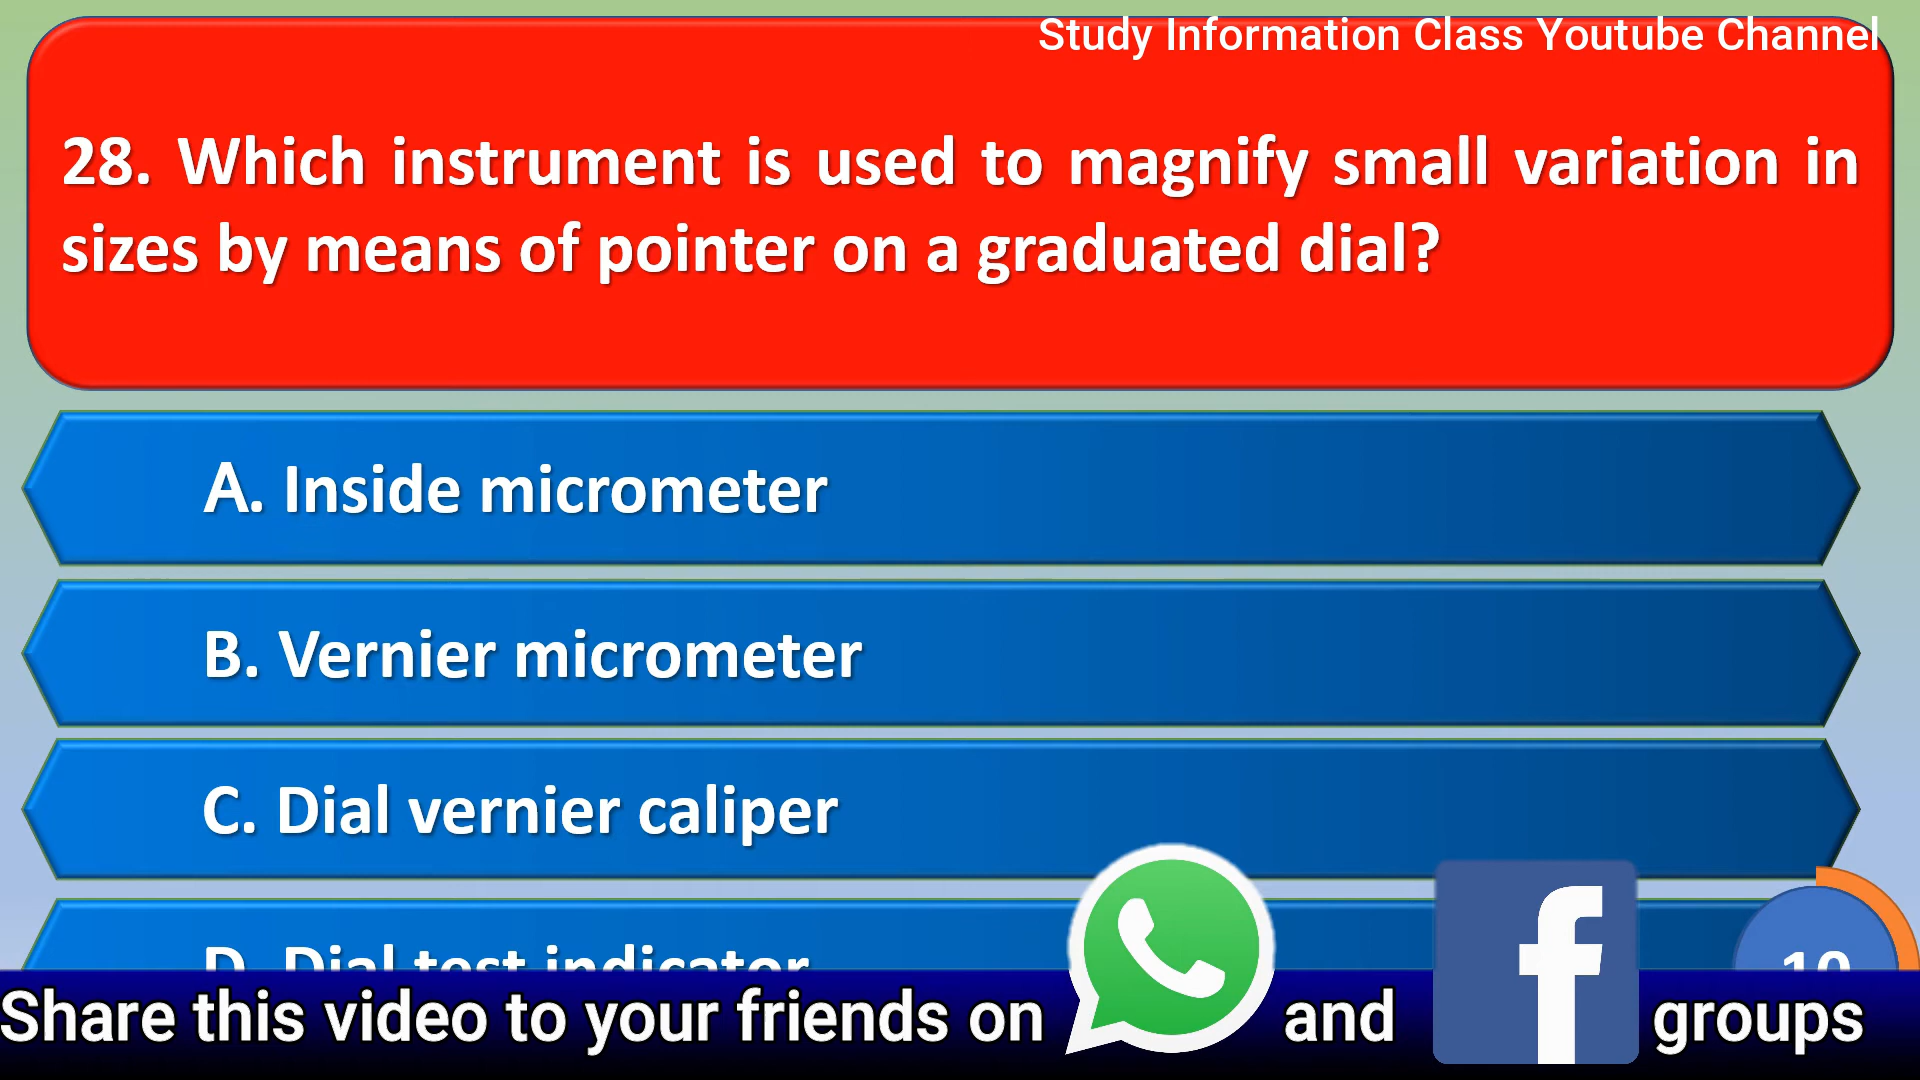 Study Information Class Youtube Channel
28. Which instrument is used to magnify small variation in
sizes by means of pointer on a graduated dial?
A. Inside micrometer
B. Vernier micrometer
C. Dial vernier caliper
D. Dial test indicator
10
Share this video to your friends on and groups